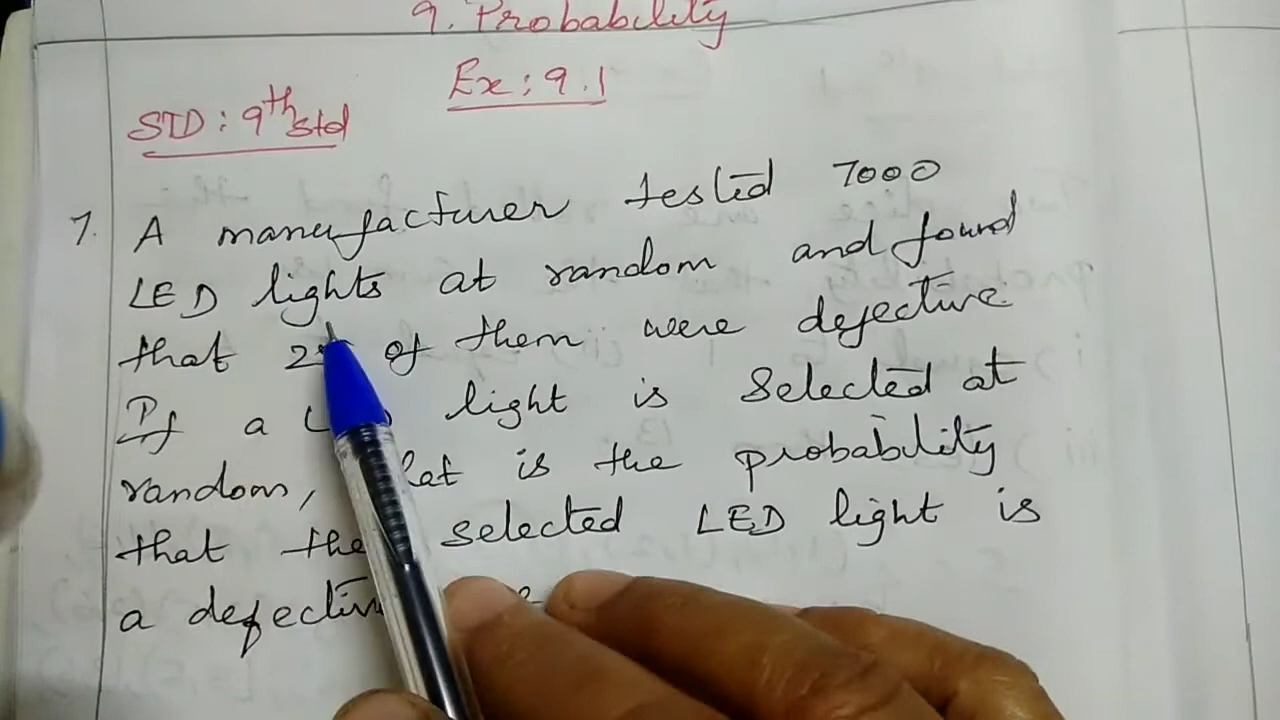 9. Probability
Ex: 9.1
STD: 9th std
7. A manufacturer tested 7000
LED lights at random and found
that of them were defective
If a light is selected at
random, is the probability
that the selected LED light is
a